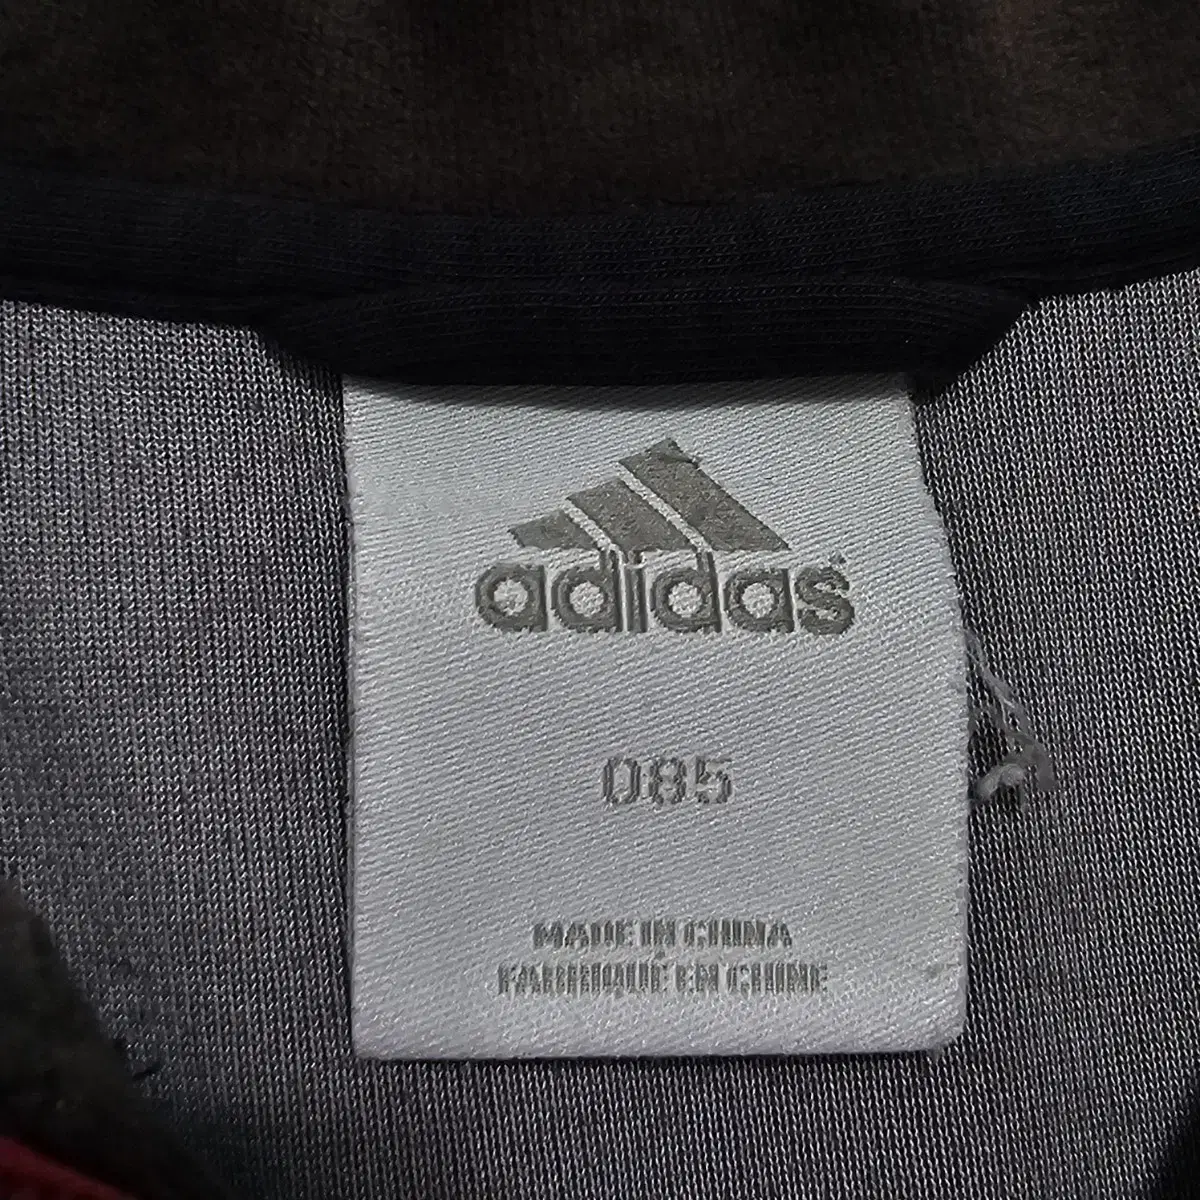 adidas
085
MADE IN CHINA
FABRIQUÉ EN CHINE